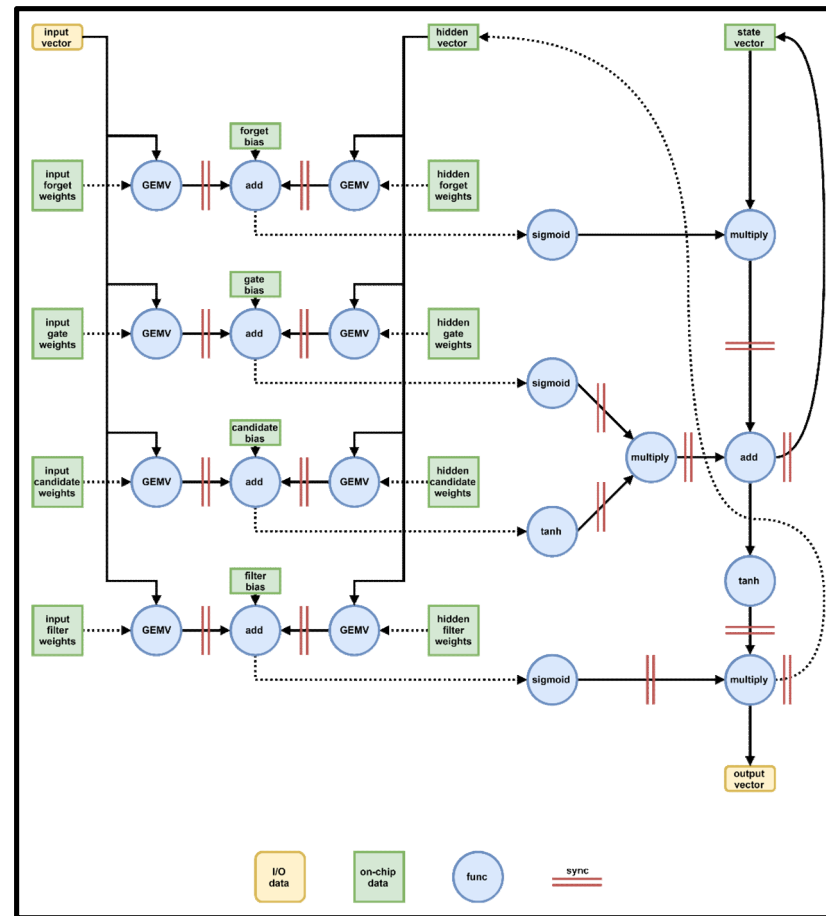 input
vector
hidden
vector
state
vector
forget
bias
input
forget
weights
GEMV
add
GEMV
hidden
forget
weights
sigmoid
multiply
gate
bias
input
gate
weights
GEMV
add
GEMV
hidden
gate
weights
sigmoid
candidate
bias
input
candidate
weights
GEMV
add
GEMV
hidden
candidate
weights
multiply
add
tanh
filter
bias
tanh
input
filter
weights
GEMV
add
GEMV
hidden
filter
weights
sigmoid
multiply
output
vector
I/O
data
on-chip
data
func
sync